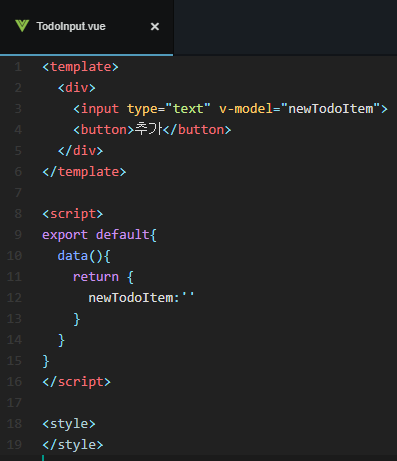 TodoInput.vue ×
1 <template>
2   <div>
3     <input type="text" v-model="newTodoItem">
4     <button>추가</button>
5   </div>
6 </template>
7
8 <script>
9 export default{
10   data(){
11     return {
12       newTodoItem:''
13     }
14   }
15 }
16 </script>
17
18 <style>
19 </style>